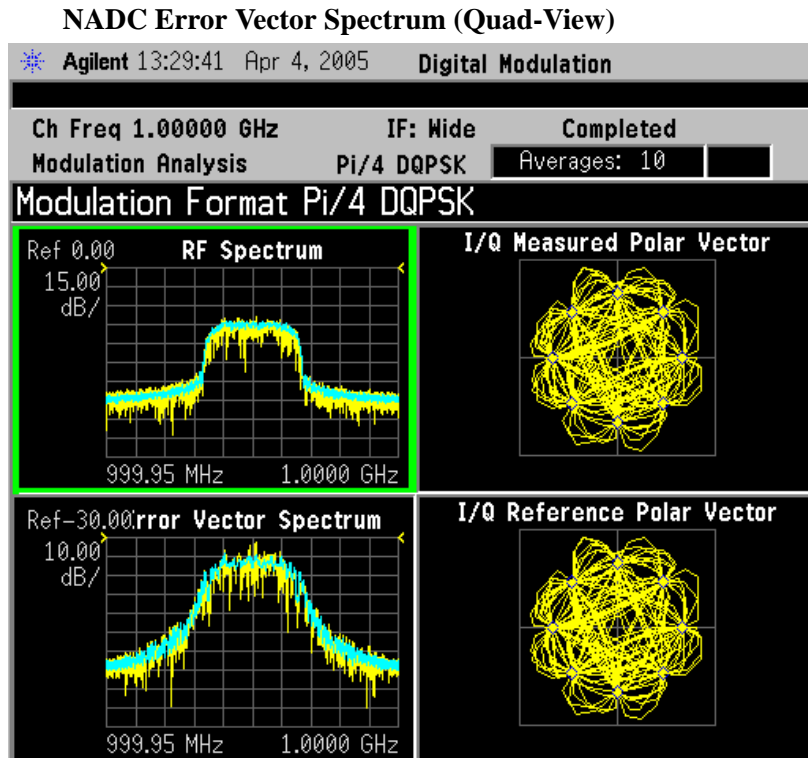 NADC Error Vector Spectrum (Quad-View)
Agilent 13:29:41 Apr 4, 2005 Digital Modulation
Ch Freq 1.00000 GHz IF: Wide Completed
Modulation Analysis Pi/4 DQPSK Averages: 10
Modulation Format Pi/4 DQPSK
Ref 0.00 RF Spectrum
15.00
dB/
999.95 MHz 1.0000 GHz
I/Q Measured Polar Vector
Ref-30.00 rror Vector Spectrum
10.00
dB/
999.95 MHz 1.0000 GHz
I/Q Reference Polar Vector